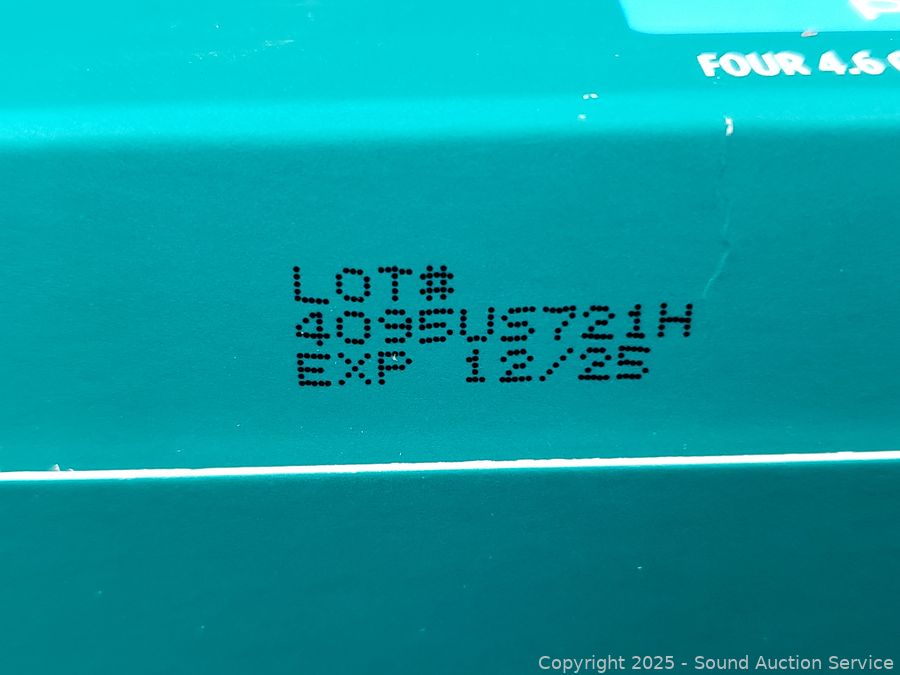 FOUR 4.6
LOT#
4095US721H
EXP 12/25
Copyright 2025 - Sound Auction Service